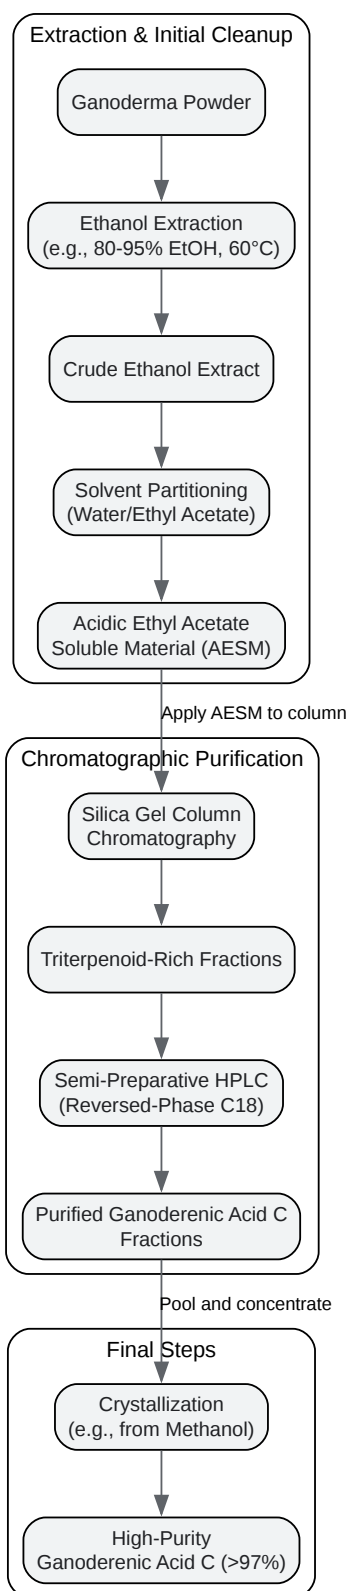 Extraction & Initial Cleanup
Ganoderma Powder
Ethanol Extraction
(e.g., 80-95% EtOH, 60°C)
Crude Ethanol Extract
Solvent Partitioning
(Water/Ethyl Acetate)
Acidic Ethyl Acetate
Soluble Material (AESM)
Apply AESM to column
Chromatographic Purification
Silica Gel Column
Chromatography
Triterpenoid-Rich Fractions
Semi-Preparative HPLC
(Reversed-Phase C18)
Purified Ganoderenic Acid C
Fractions
Pool and concentrate
Final Steps
Crystallization
(e.g., from Methanol)
High-Purity
Ganoderenic Acid C (>97%)